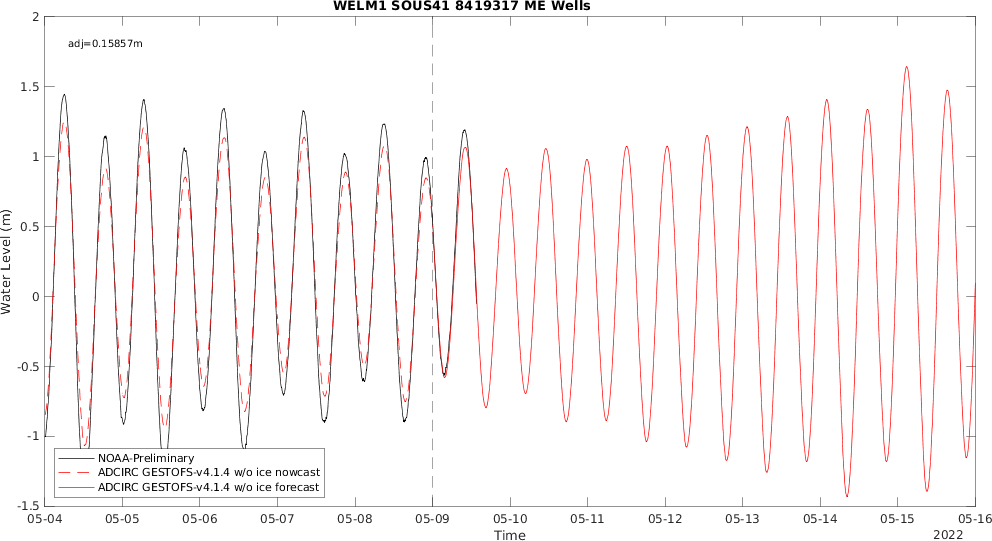 WELM1 SOUS41 8419317 ME Wells
adj=0.15857m
Water Level (m)
2
1.5
1
0.5
0
-0.5
-1
-1.5
NOAA-Preliminary
ADCIRC GESTOFS-v4.1.4 w/o ice nowcast
ADCIRC GESTOFS-v4.1.4 w/o ice forecast
05-04 05-05 05-06 05-07 05-08 05-09 05-10 05-11 05-12 05-13 05-14 05-15 05-16
Time
2022